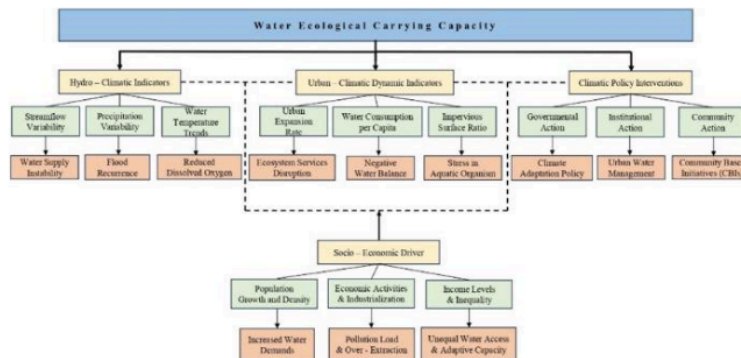 Water Ecological Carrying Capacity
Hydro – Climatic Indicators
Urban – Climatic Dynamic Indicators
Climatic Policy Interventions
Streamflow
Variability
Precipitation
Variability
Water
Temperature
Trends
Urban
Expansion
Rate
Water Consumption
per Capita
Impervious
Surface Ratio
Governmental
Action
Institutional
Action
Community
Action
Water Supply
Instability
Flood
Recurrence
Reduced
Dissolved Oxygen
Ecosystem Services
Disruption
Negative
Water Balance
Stress in
Aquatic Organism
Climate
Adaptation Policy
Urban Water
Management
Community Base
Initiatives (CBIs)
Socio – Economic Driver
Population
Growth and Density
Economic Activities
& Industrialization
Income Levels
& Inequality
Increased Water
Demands
Pollution Load
& Over - Extraction
Unequal Water Access
& Adaptive Capacity